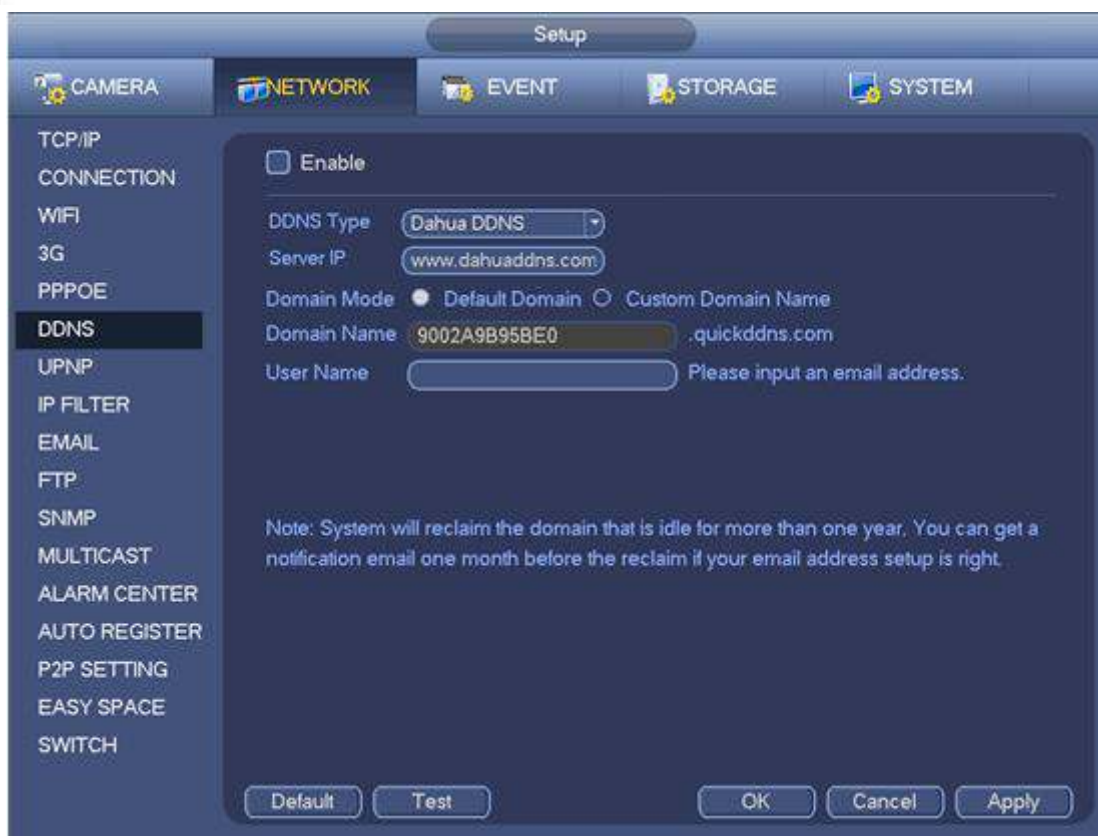 Setup
CAMERA NETWORK EVENT STORAGE SYSTEM
TCP/IP
CONNECTION
WIFI
3G
PPPOE
DDNS
UPNP
IP FILTER
EMAIL
FTP
SNMP
MULTICAST
ALARM CENTER
AUTO REGISTER
P2P SETTING
EASY SPACE
SWITCH
Enable
DDNS Type Dahua DDNS
Server IP www.dahuaddns.com
Domain Mode Default Domain Custom Domain Name
Domain Name 9002A9B95BE0 .quickddns.com
User Name Please input an email address.
Note: System will reclaim the domain that is idle for more than one year. You can get a
notification email one month before the reclaim if your email address setup is right.
Default Test OK Cancel Apply